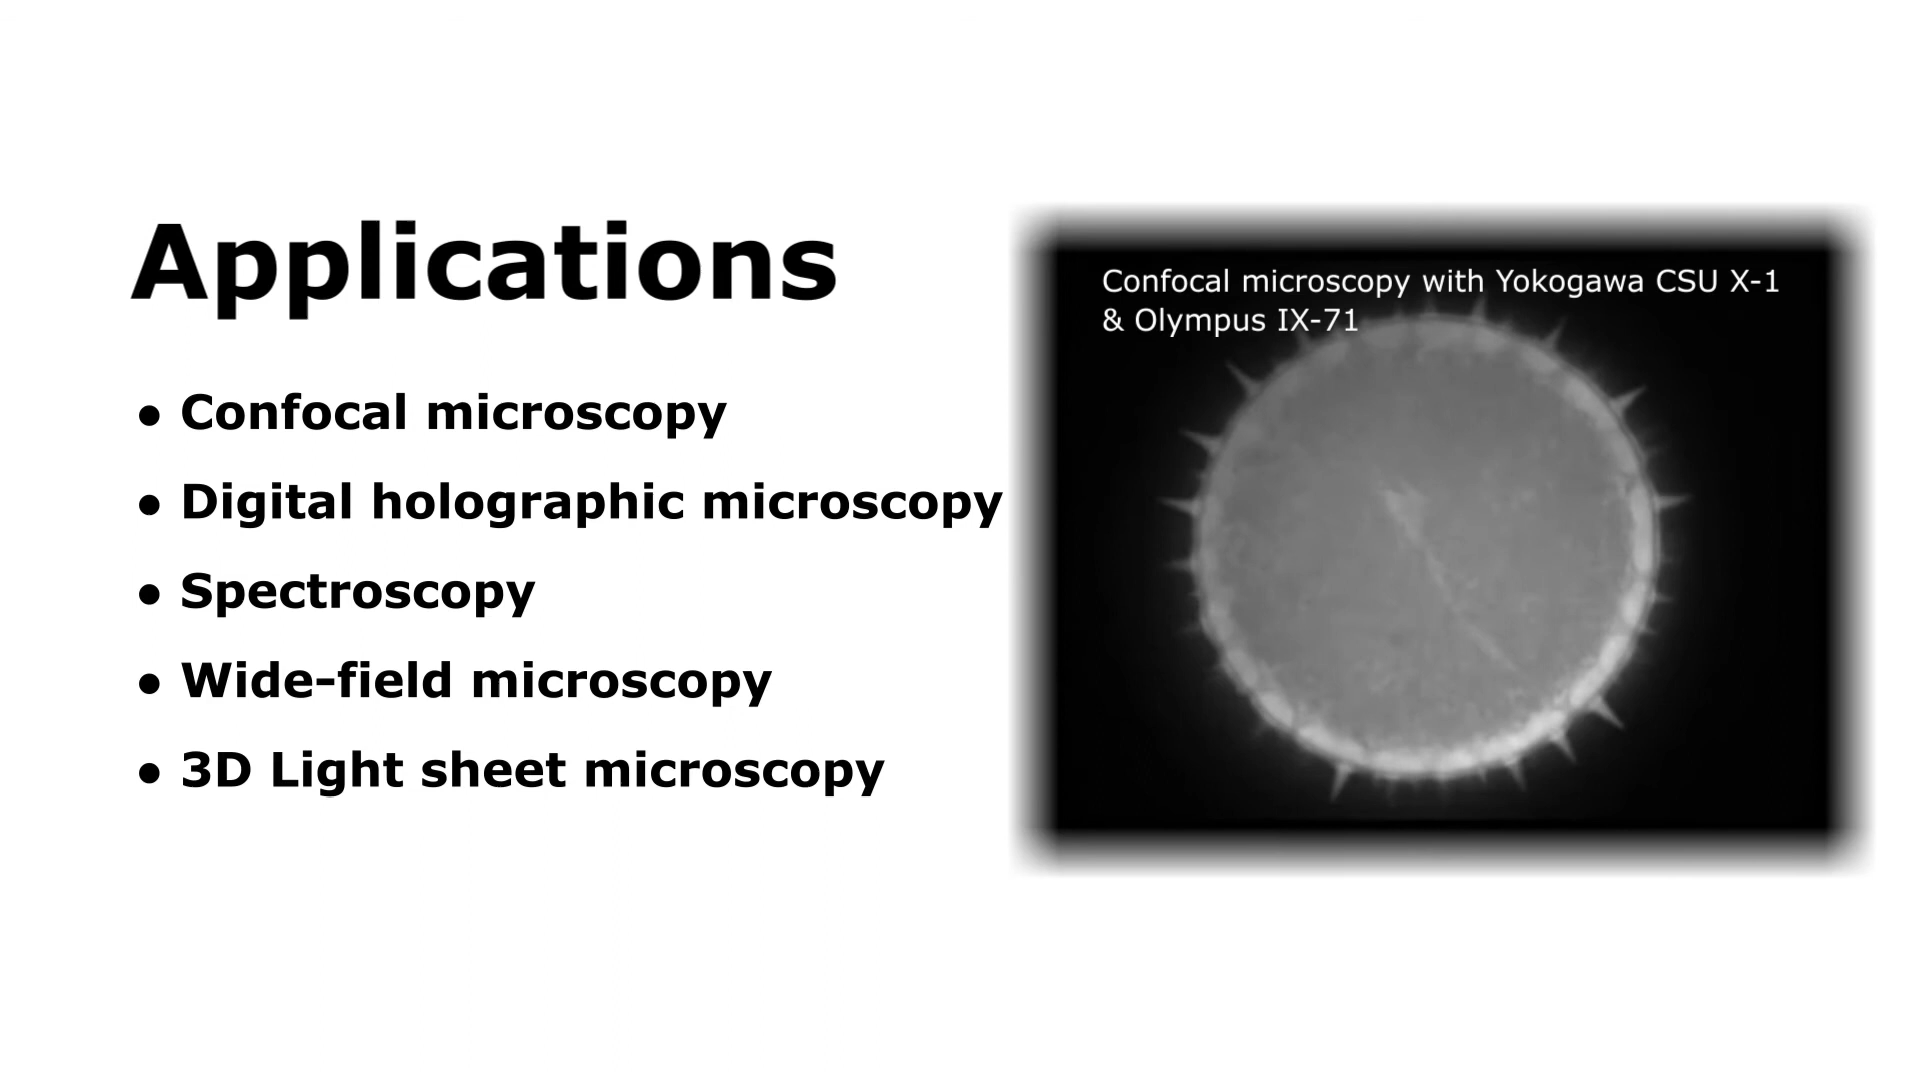 Applications
● Confocal microscopy
● Digital holographic microscopy
● Spectroscopy
● Wide-field microscopy
● 3D Light sheet microscopy
Confocal microscopy with Yokogawa CSU X-1
& Olympus IX-71